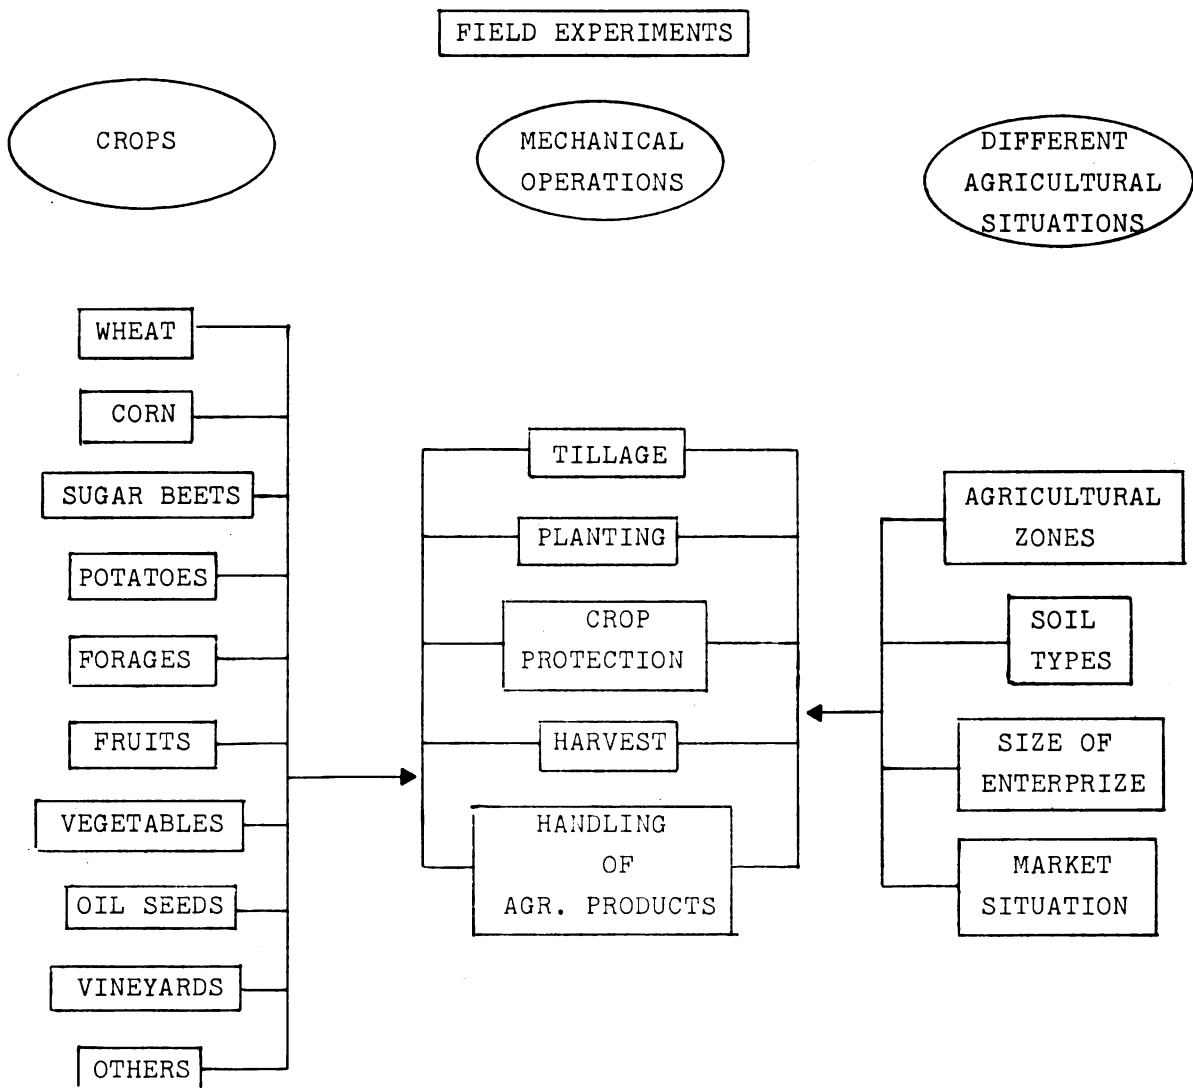 FIELD EXPERIMENTS
CROPS
MECHANICAL
OPERATIONS
DIFFERENT
AGRICULTURAL
SITUATIONS
WHEAT
CORN
SUGAR BEETS
POTATOES
FORAGES
FRUITS
VEGETABLES
OIL SEEDS
VINEYARDS
OTHERS
TILLAGE
PLANTING
CROP
PROTECTION
HARVEST
HANDLING
OF
AGR. PRODUCTS
AGRICULTURAL
ZONES
SOIL
TYPES
SIZE OF
ENTERPRIZE
MARKET
SITUATION